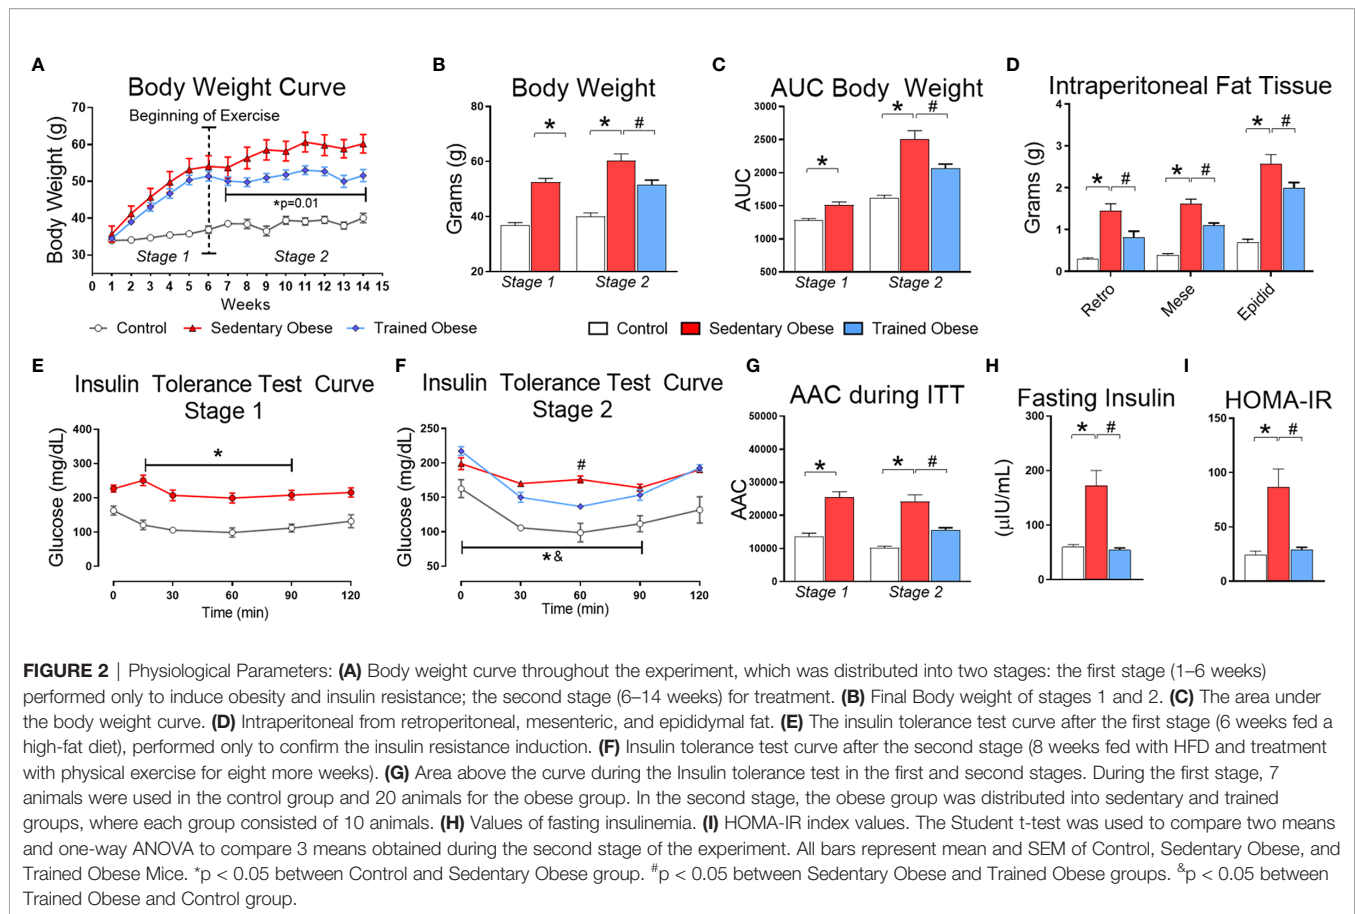 A
Body Weight Curve
Beginning of Exercise
Body Weight (g)
70
60
50
40
30
*p=0.01
Stage 1
Stage 2
0 1 2 3 4 5 6 7 8 9 10 11 12 13 14 15
Weeks
Control Sedentary Obese Trained Obese
B
Body Weight
Grams (g)
80
60
40
20
* * #
Stage 1 Stage 2
C
AUC Body Weight
AUC
3000
2500
2000
1500
1000
500
* * #
Stage 1 Stage 2
Control Sedentary Obese Trained Obese
D
Intraperitoneal Fat Tissue
Grams (g)
4
3
2
1
0
* # * # * #
Retro Mese Epidid
E
Insulin Tolerance Test Curve
Stage 1
Glucose (mg/dL)
400
300
200
100
0
*
0 30 60 90 120
Time (min)
F
Insulin Tolerance Test Curve
Stage 2
Glucose (mg/dL)
250
200
150
100
50
#
*&
0 30 60 90 120
Time (min)
G
AAC during ITT
AAC
50000
40000
30000
20000
10000
0
* * #
Stage 1 Stage 2
H
Fasting Insulin
(µIU/mL)
300
200
100
0
* #
I
HOMA-IR
150
100
50
0
* #
FIGURE 2 | Physiological Parameters: (A) Body weight curve throughout the experiment, which was distributed into two stages: the first stage (1–6 weeks)
performed only to induce obesity and insulin resistance; the second stage (6–14 weeks) for treatment. (B) Final Body weight of stages 1 and 2. (C) The area under
the body weight curve. (D) Intraperitoneal from retroperitoneal, mesenteric, and epididymal fat. (E) The insulin tolerance test curve after the first stage (6 weeks fed a
high-fat diet), performed only to confirm the insulin resistance induction. (F) Insulin tolerance test curve after the second stage (8 weeks fed with HFD and treatment
with physical exercise for eight more weeks). (G) Area above the curve during the Insulin tolerance test in the first and second stages. During the first stage, 7
animals were used in the control group and 20 animals for the obese group. In the second stage, the obese group was distributed into sedentary and trained
groups, where each group consisted of 10 animals. (H) Values of fasting insulinemia. (I) HOMA-IR index values. The Student t-test was used to compare two means
and one-way ANOVA to compare 3 means obtained during the second stage of the experiment. All bars represent mean and SEM of Control, Sedentary Obese, and
Trained Obese Mice. *p < 0.05 between Control and Sedentary Obese group. #p < 0.05 between Sedentary Obese and Trained Obese groups. &p < 0.05 between
Trained Obese and Control group.